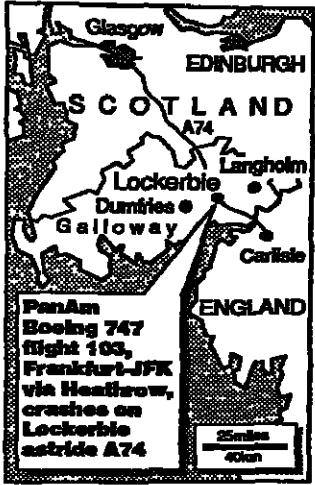 Glasgow
EDINBURGH
SCOTLAND
A74
Langholm
Lockerbie
Dumfries
Galloway
Carlisle
PanAm
Boeing 747
flight 103,
Frankfurt-JFK
via Heathrow,
crashes on
Lockerbie
astride A74
ENGLAND
25miles
40km